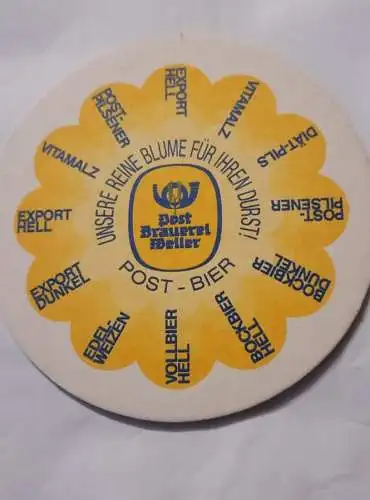 UNSERE REINE BLUME FÜR IHREN DURST!
Post
Brauerei
Weiler
POST - BIER
EXPORT
HELL
VITAMALZ
DIÄT-PILS
POST-
PILSENER
BOCKBIER
DUNKEL
BOCKBIER
HELL
VOLLBIER
HELL
EDEL-
WEIZEN
EXPORT
DUNKEL
EXPORT
HELL
VITAMALZ
POST-
PILSENER